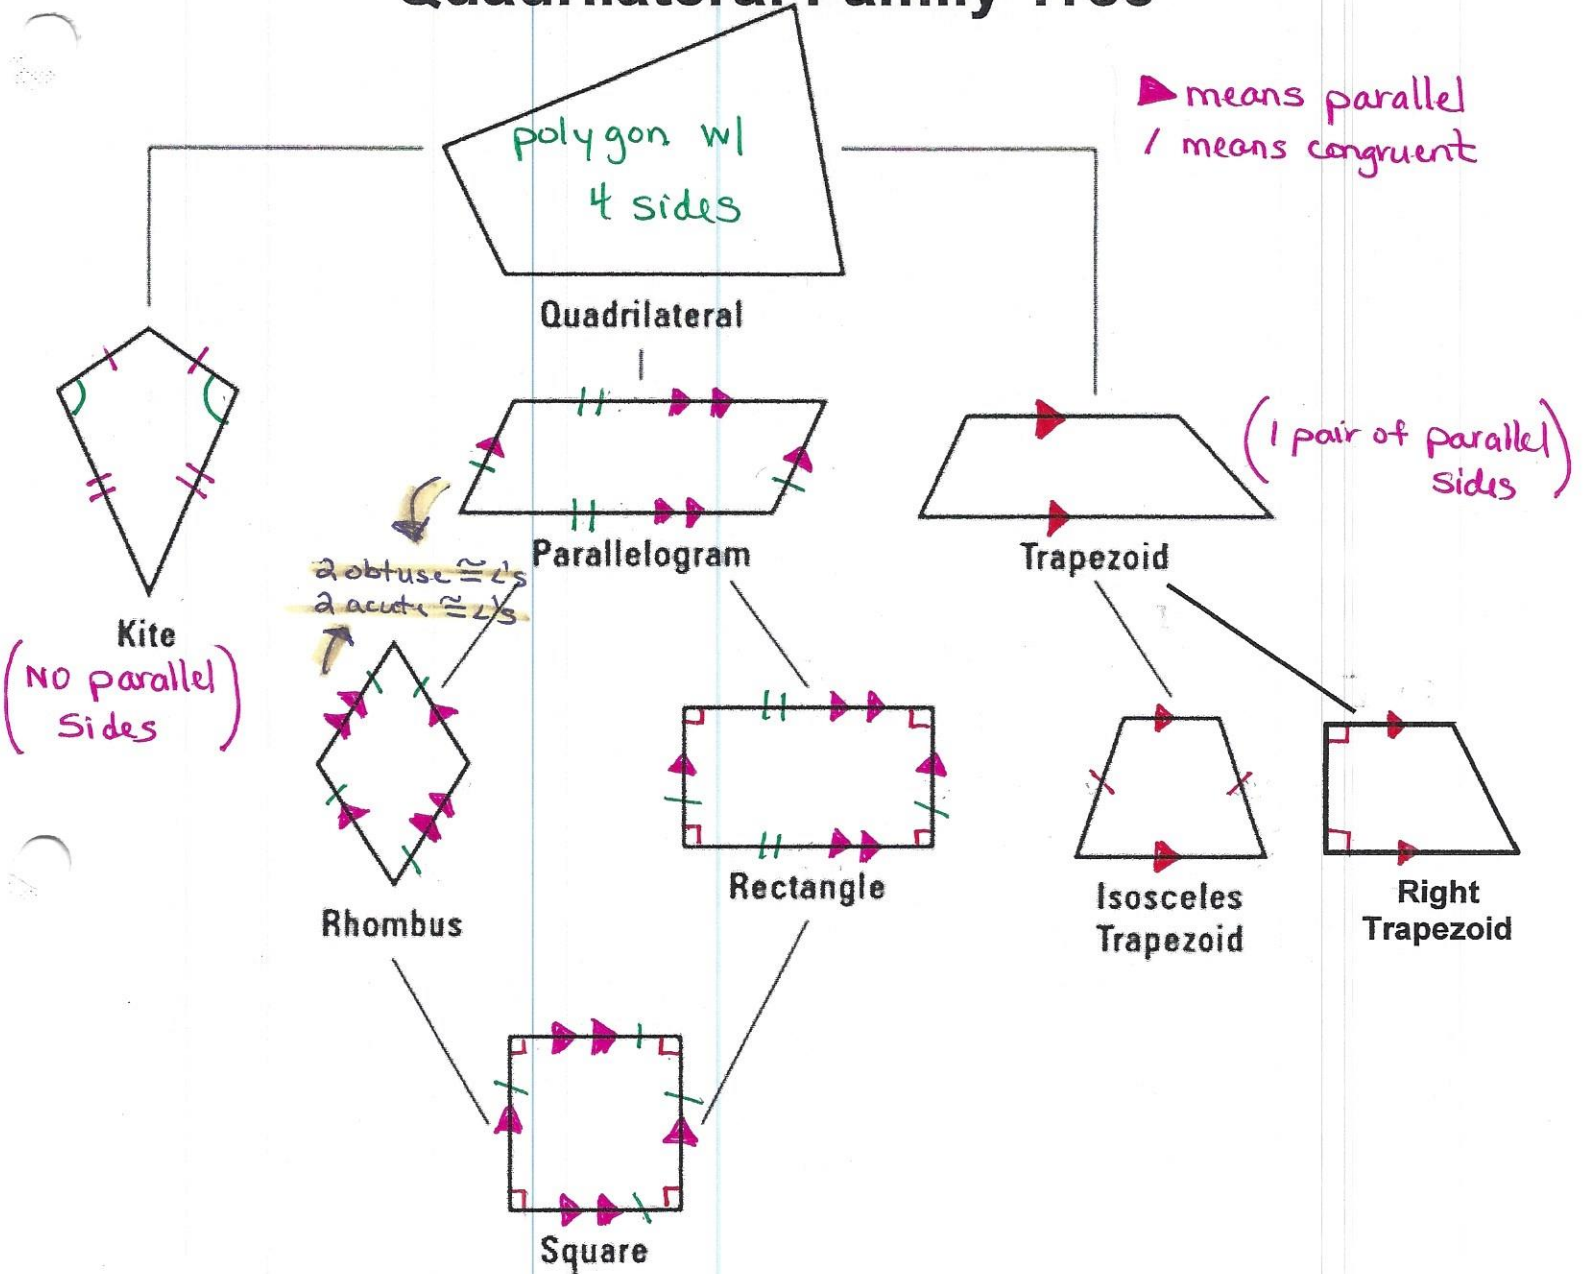 Quadrilateral Family Tree
▶ means parallel
/ means congruent
polygon w/
4 sides
Quadrilateral
(1 pair of parallel
sides)
Parallelogram
Trapezoid
2 obtuse ≅ ∠'s
2 acute ≅ ∠'s
Kite
(NO parallel
Sides)
Rhombus
Rectangle
Isosceles
Trapezoid
Right
Trapezoid
Square